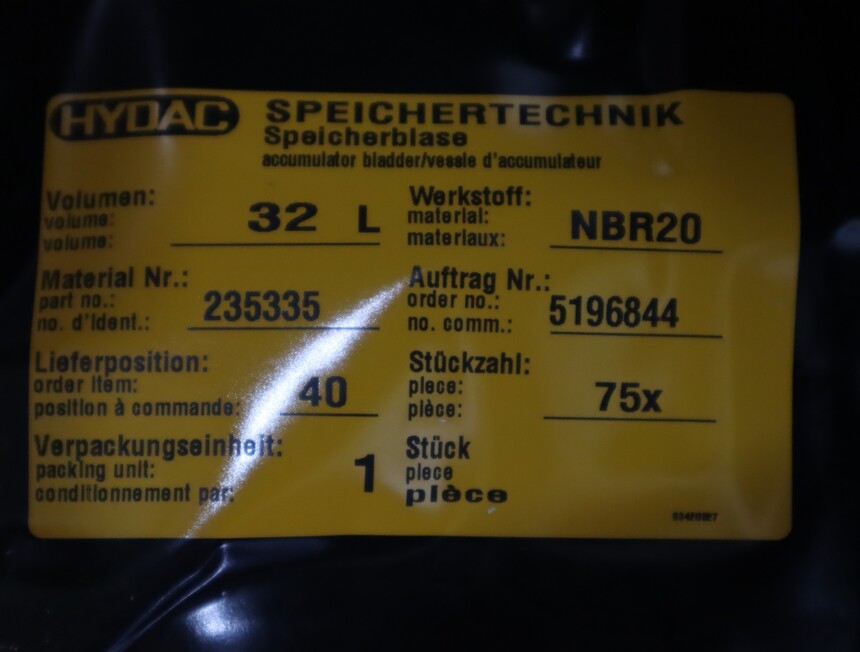 HYDAC SPEICHERTECHNIK
Speicherblase
accumulator bladder/vessie d'accumulateur
Volumen:
volume:
volume:
32 L
Werkstoff:
material:
materiaux:
NBR20
Material Nr.:
part no.:
no. d'ident.:
235335
Auftrag Nr.:
order no.:
no. comm.:
5196844
Lieferposition:
order item:
position à commande:
40
Stückzahl:
piece:
pièce:
75x
Verpackungseinheit:
packing unit:
conditionnement par:
1
Stück
piece
pièce